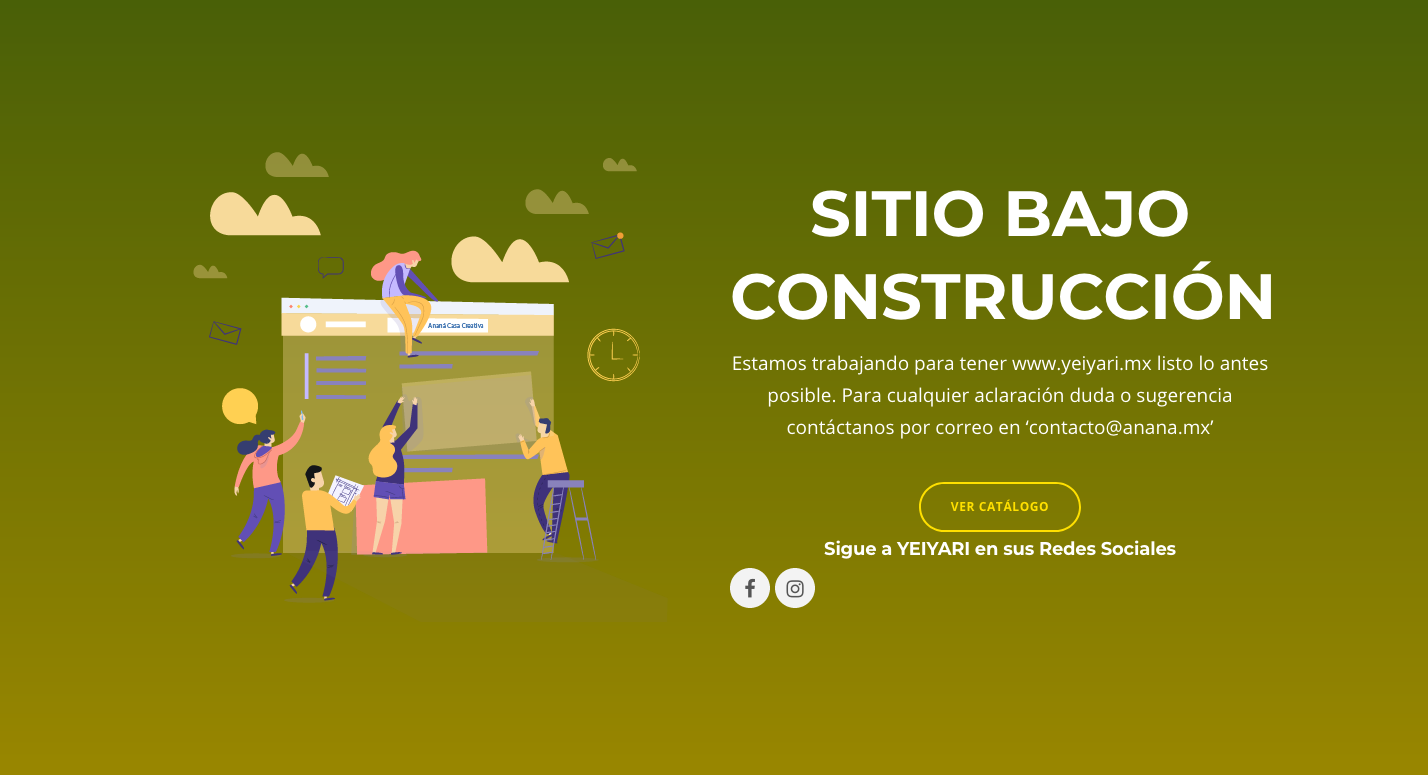 SITIO BAJO
CONSTRUCCIÓN
Estamos trabajando para tener www.yeiyari.mx listo lo antes
posible. Para cualquier aclaración duda o sugerencia
contáctanos por correo en ‘contacto@anana.mx’
Ananá Casa Creativa
VER CATÁLOGO
Sigue a YEIYARI en sus Redes Sociales